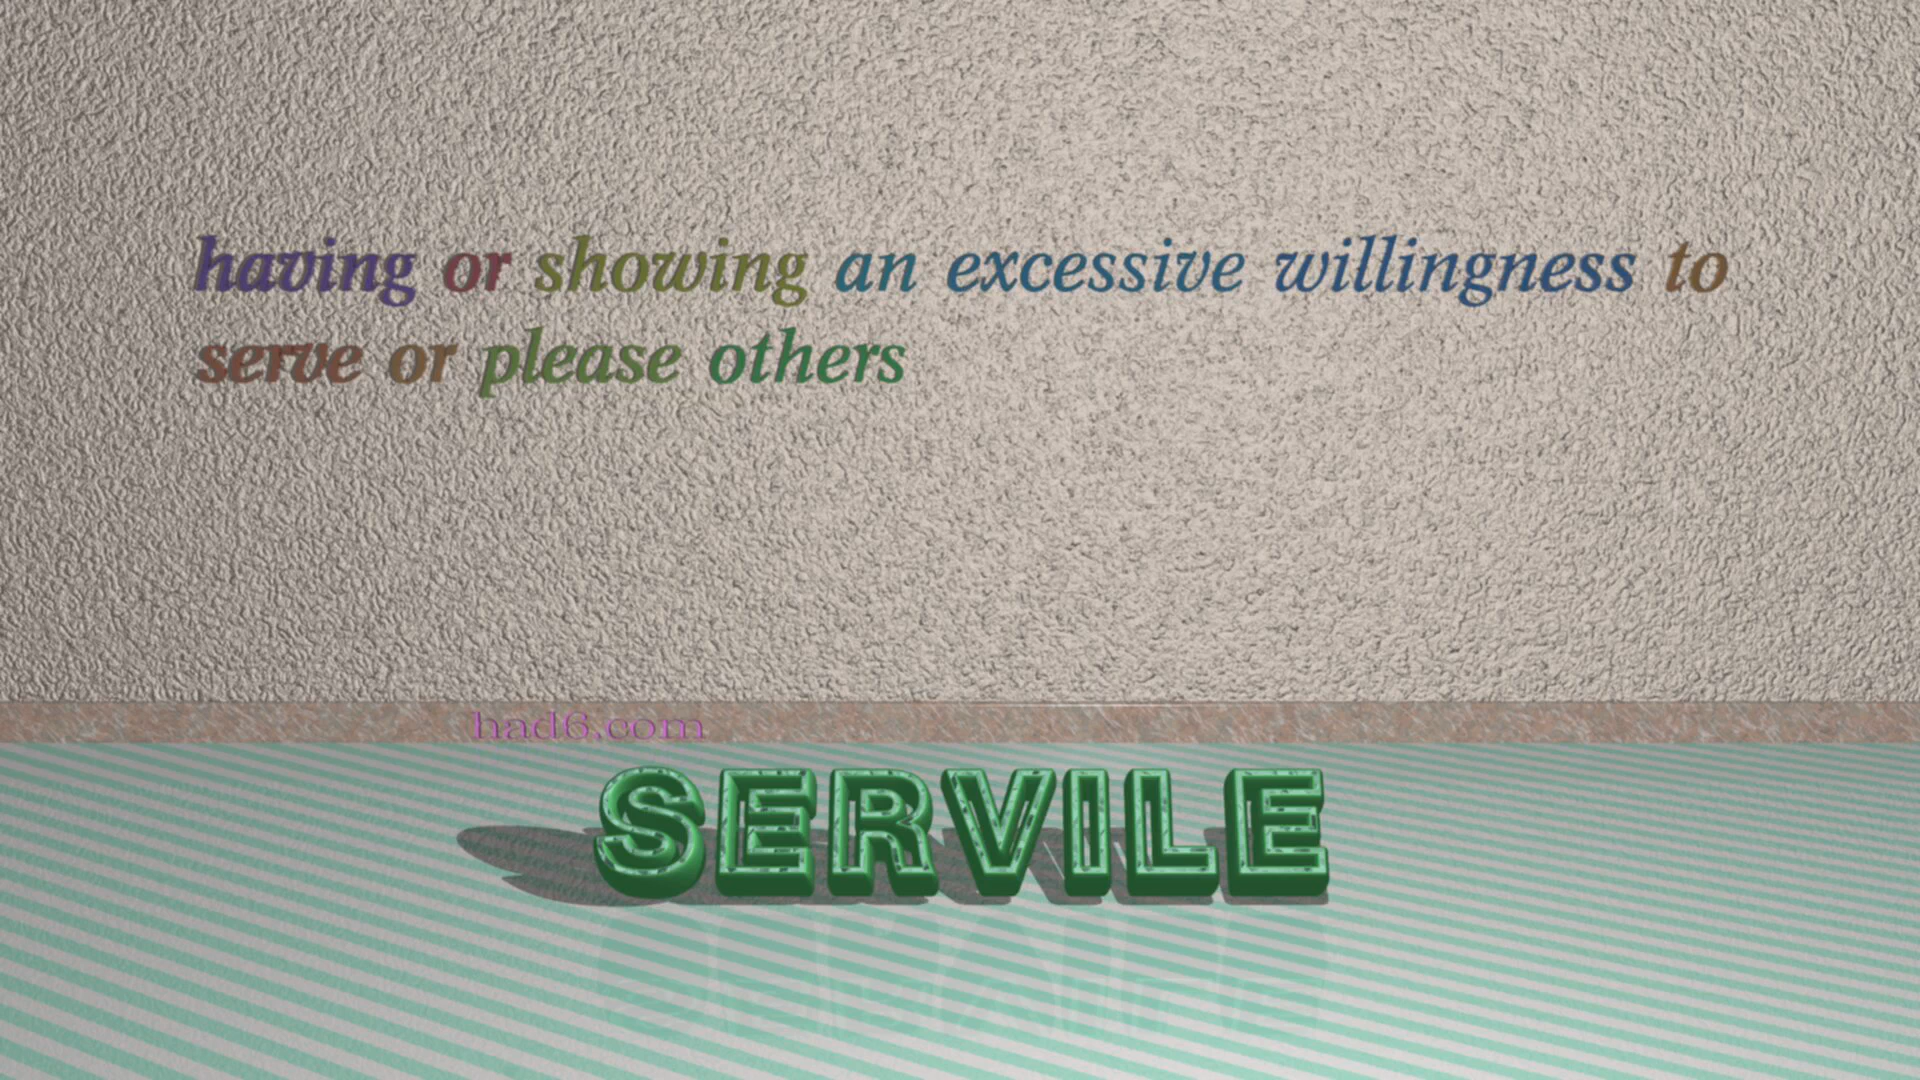 having or showing an excessive willingness to
serve or please others
had6.com
SERVILE